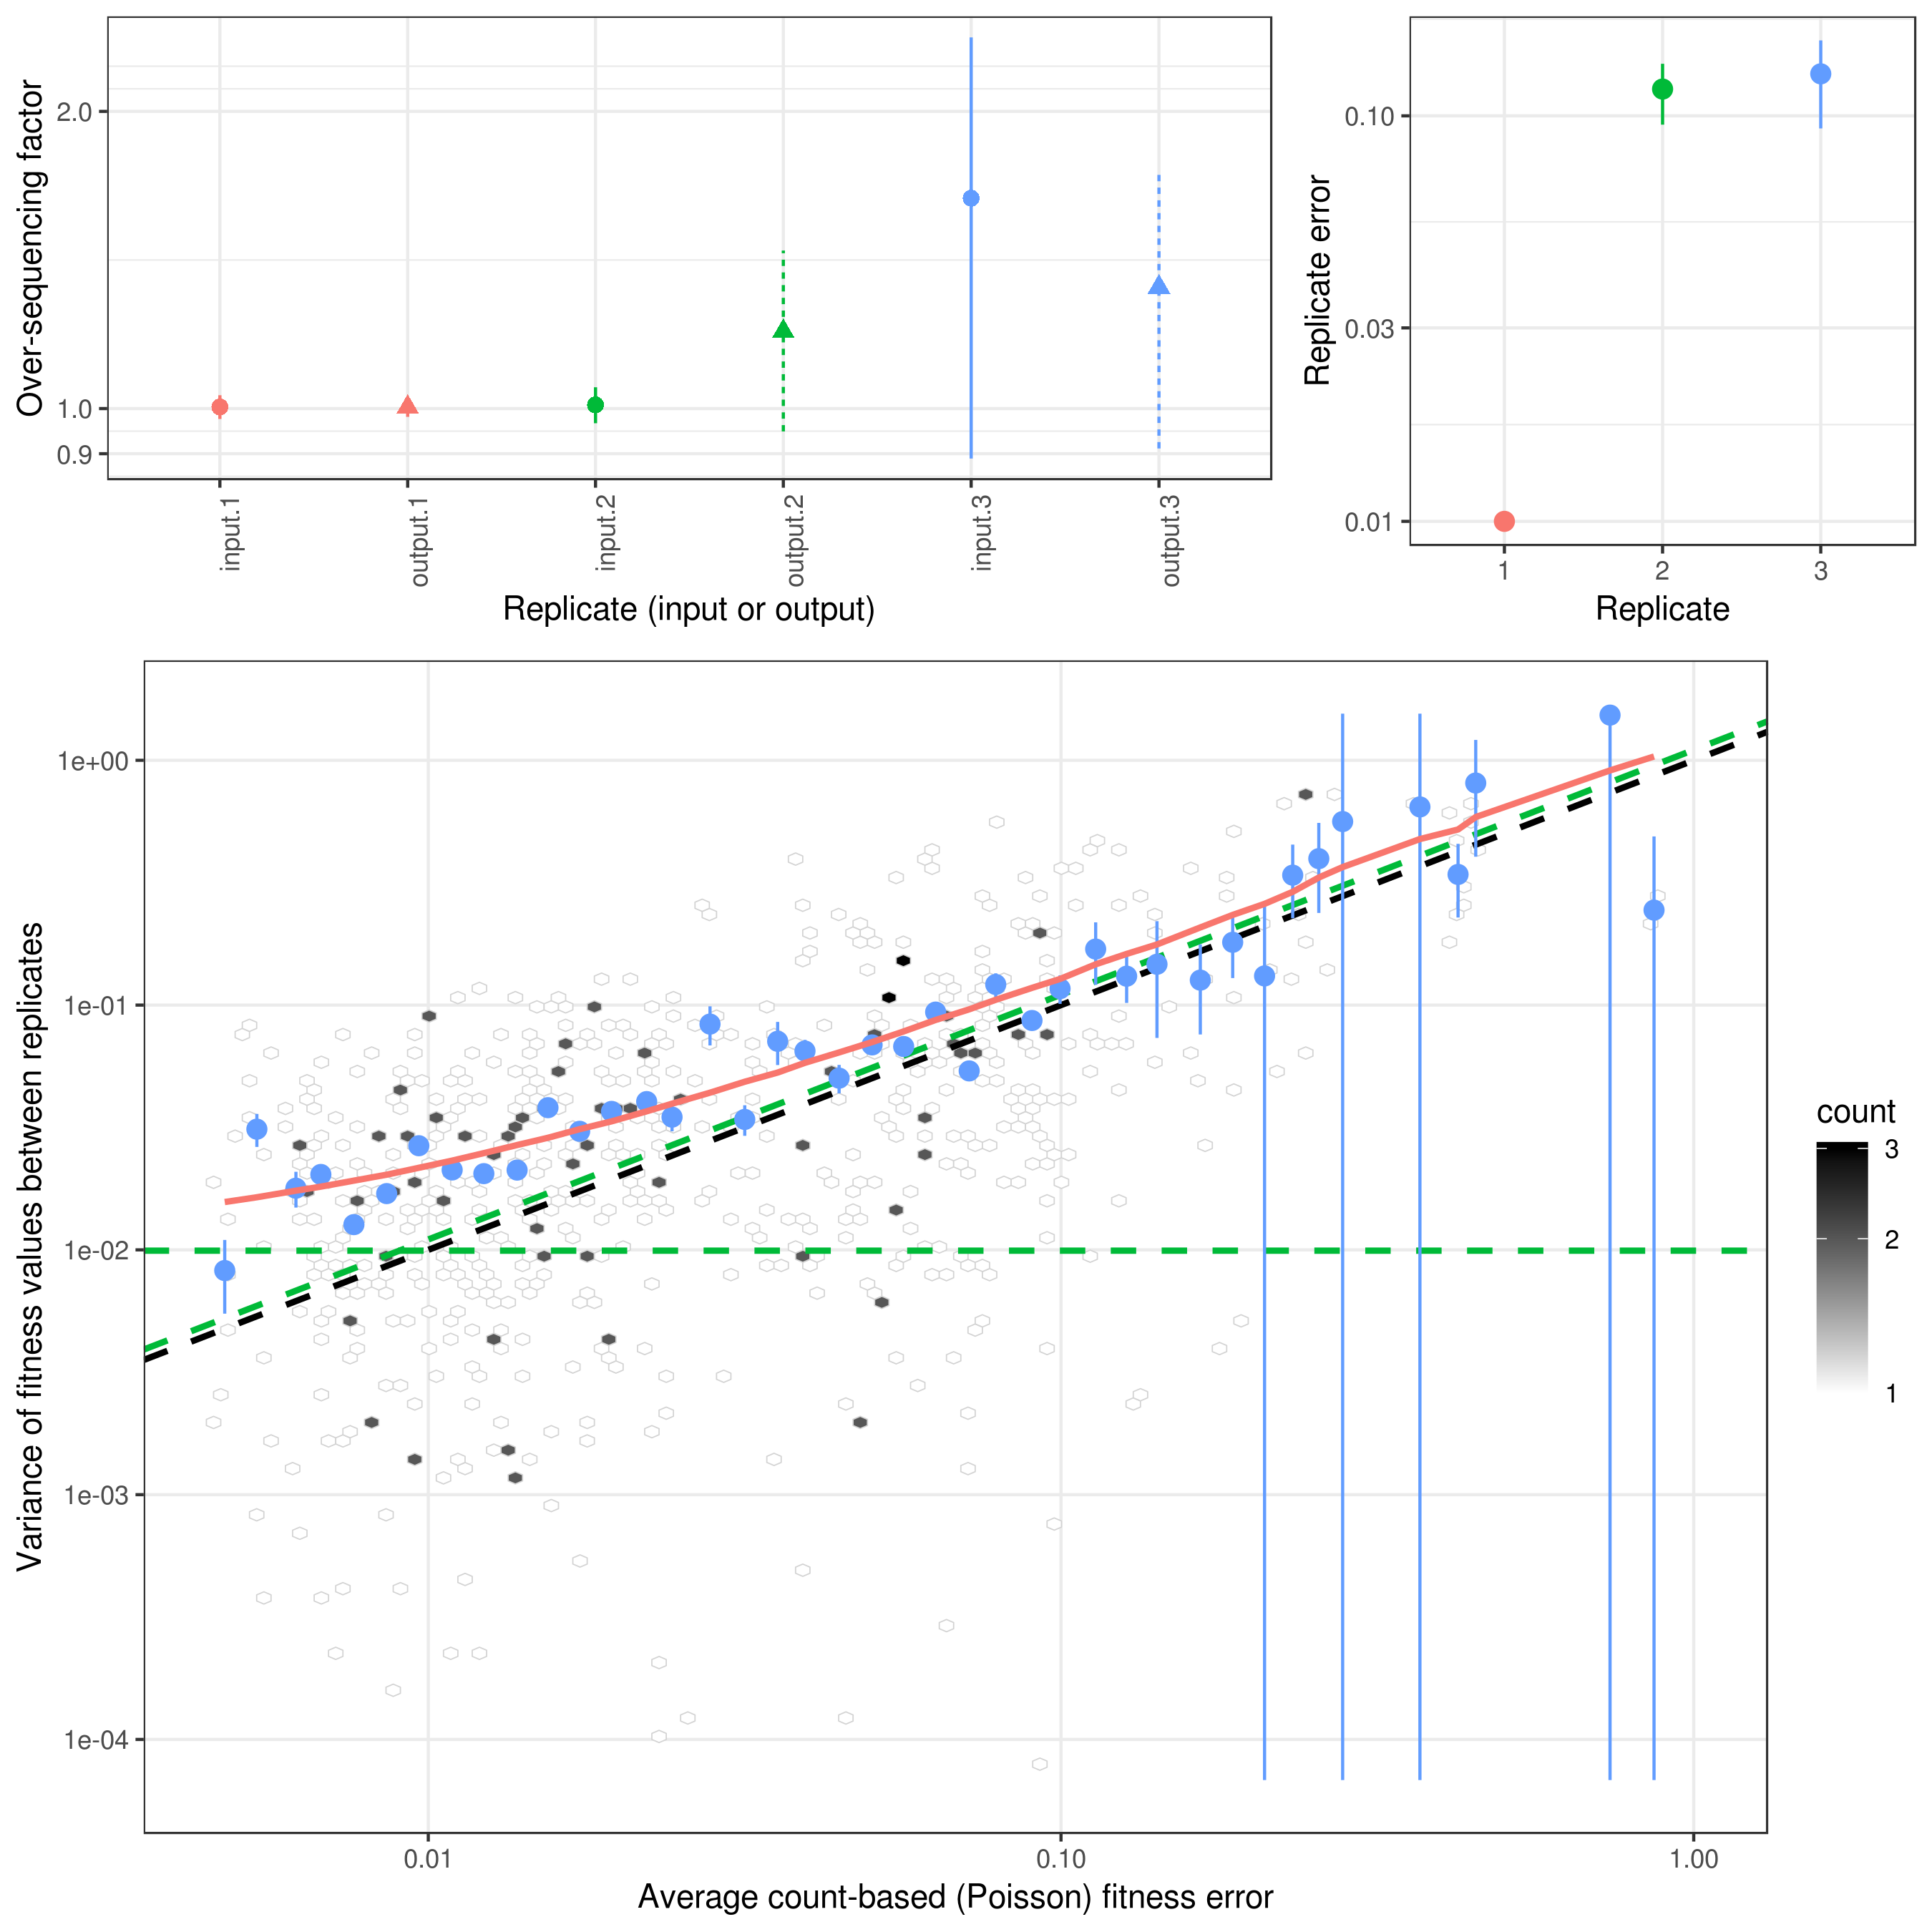 Over-sequencing factor
2.0
1.0
0.9
input.1
output.1
input.2
output.2
input.3
output.3
Replicate (input or output)
Replicate error
0.10
0.03
0.01
1
2
3
Replicate
Variance of fitness values between replicates
1e+00
1e-01
1e-02
1e-03
1e-04
0.01
0.10
1.00
Average count-based (Poisson) fitness error
count
3
2
1